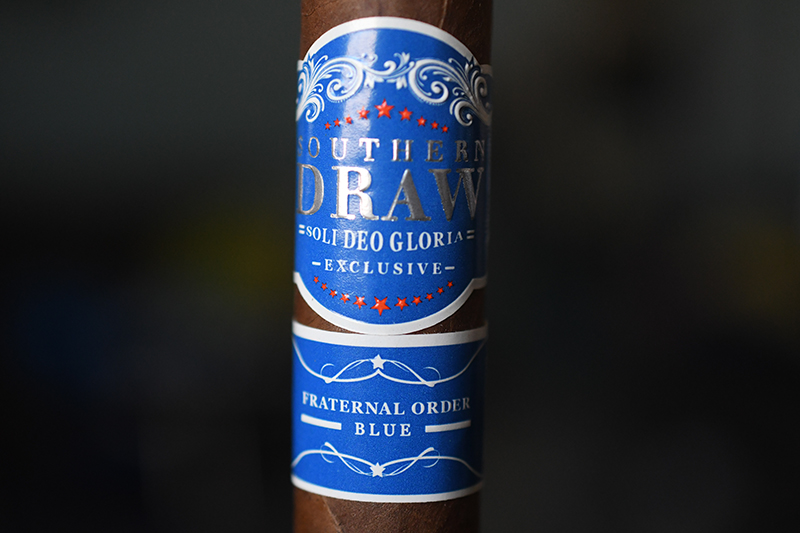 SOUTHERN
DRAW
=SOLI DEO GLORIA=
-EXCLUSIVE-
FRATERNAL ORDER
BLUE